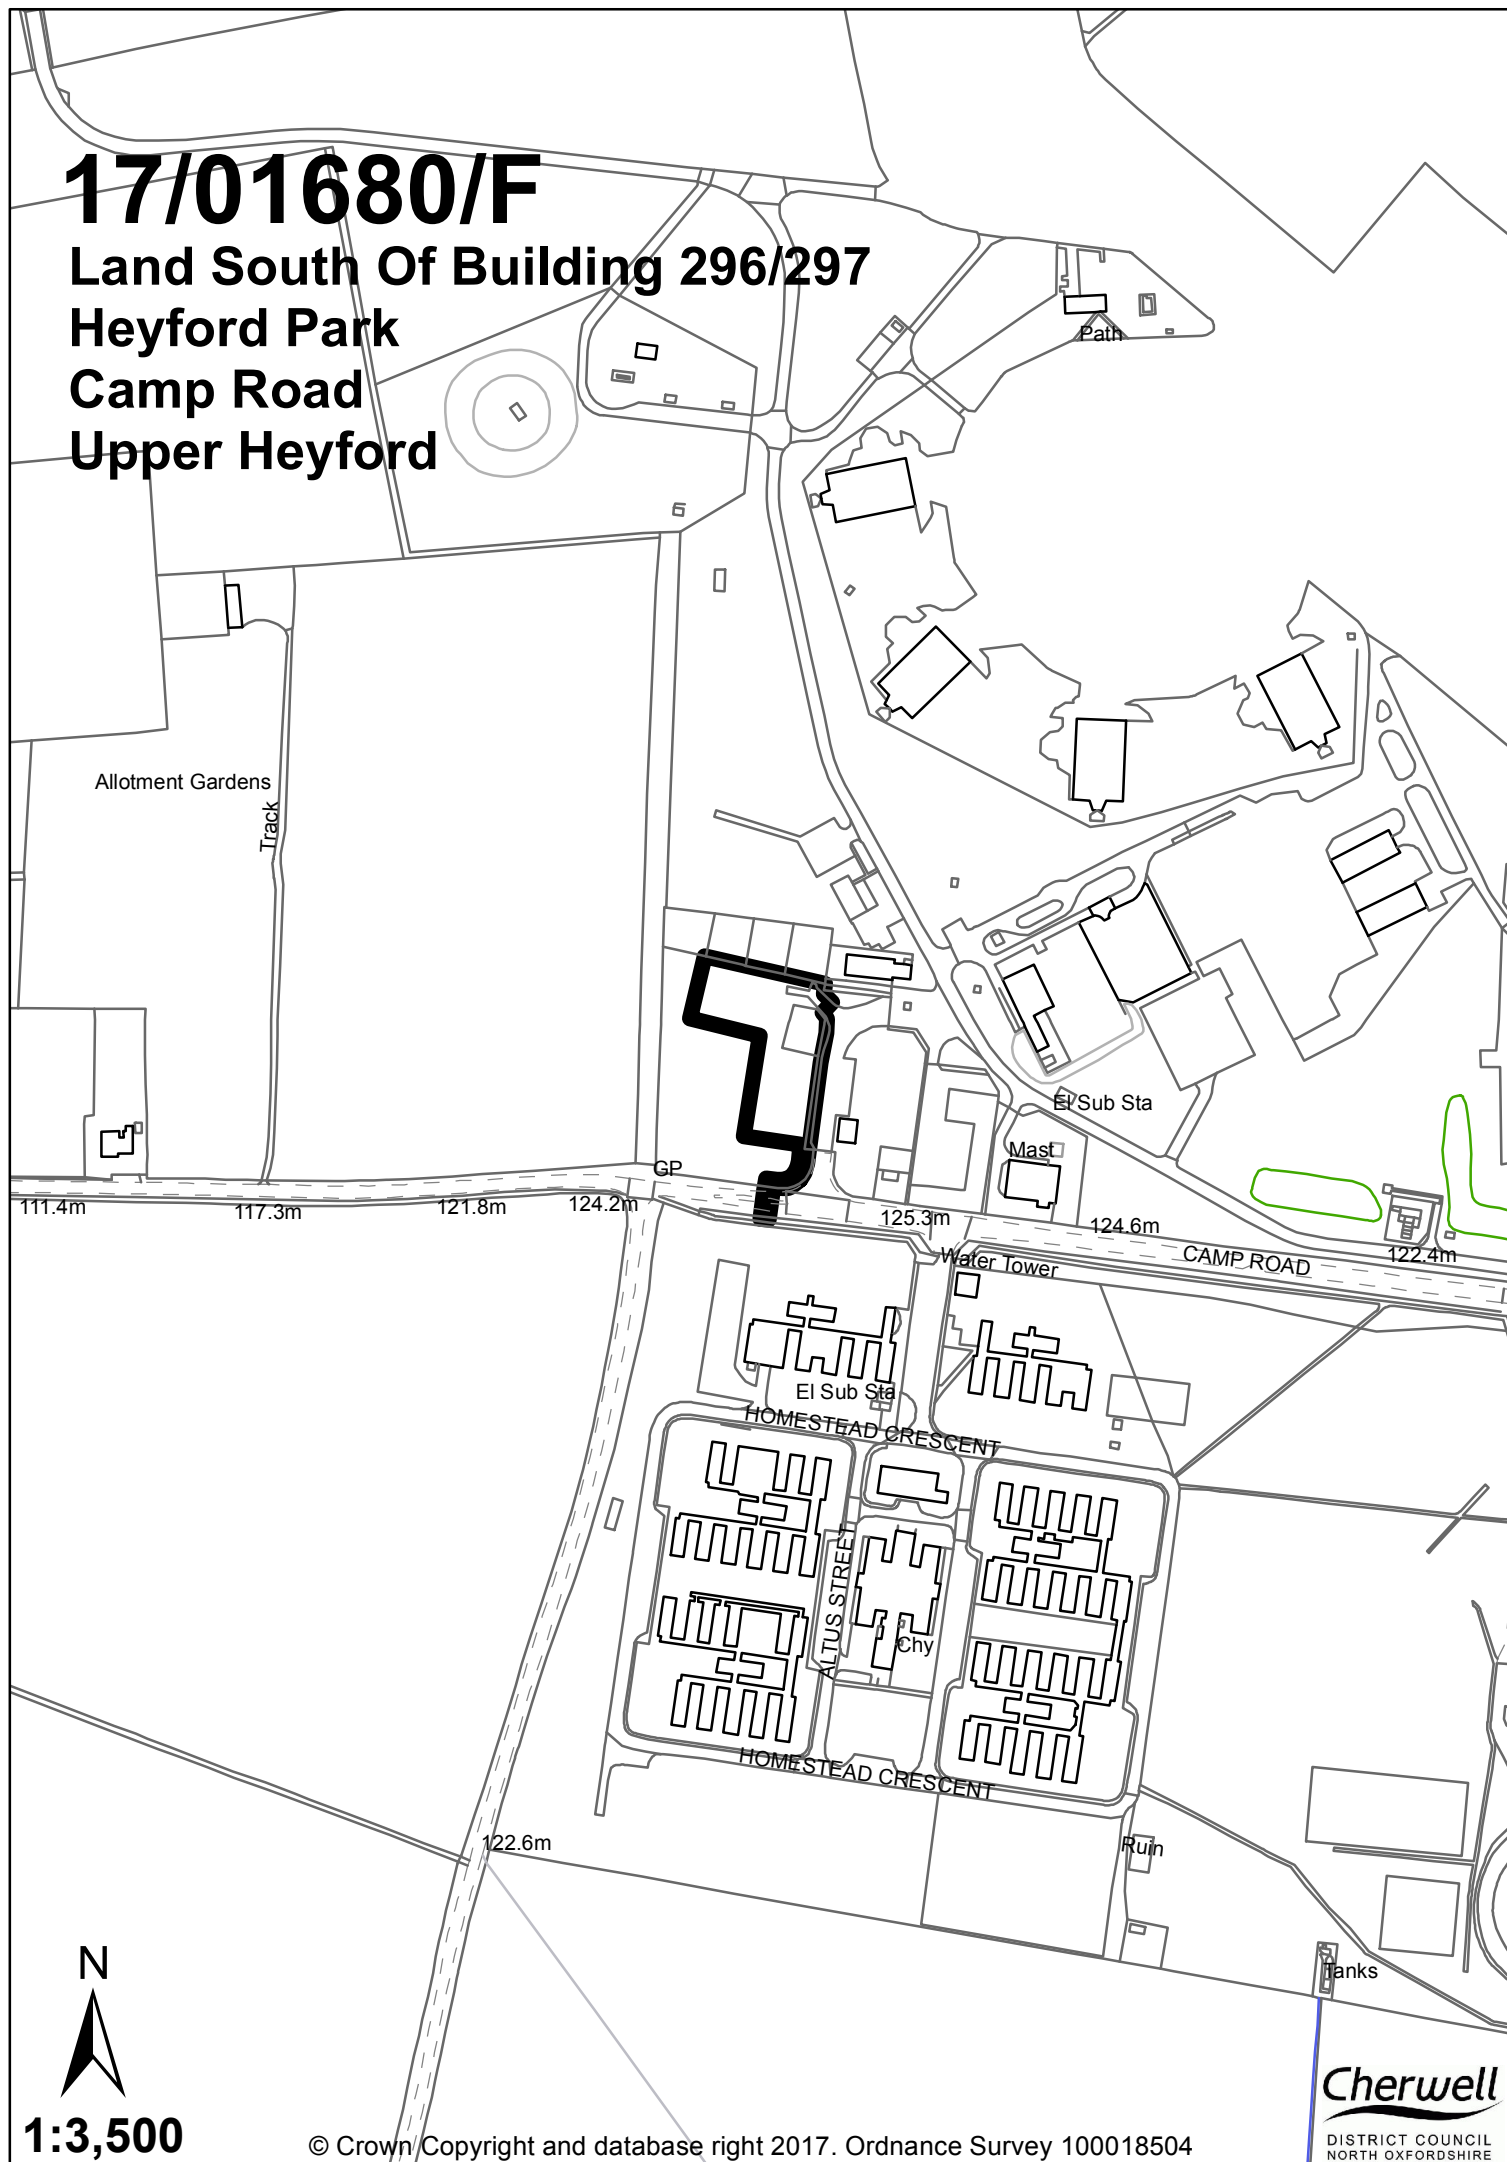 17/01680/F
Land South Of Building 296/297
Heyford Park
Camp Road
Upper Heyford
Path
Allotment Gardens
Track
El Sub Sta
Mast
GP
111.4m
117.3m
121.8m
124.2m
125.3m
124.6m
CAMP ROAD
122.4m
Water Tower
El Sub Sta
HOMESTEAD CRESCENT
ALTUS STREET
Chy
HOMESTEAD CRESCENT
122.6m
Ruin
Tanks
N
1:3,500
© Crown Copyright and database right 2017. Ordnance Survey 100018504
Cherwell
DISTRICT COUNCIL
NORTH OXFORDSHIRE